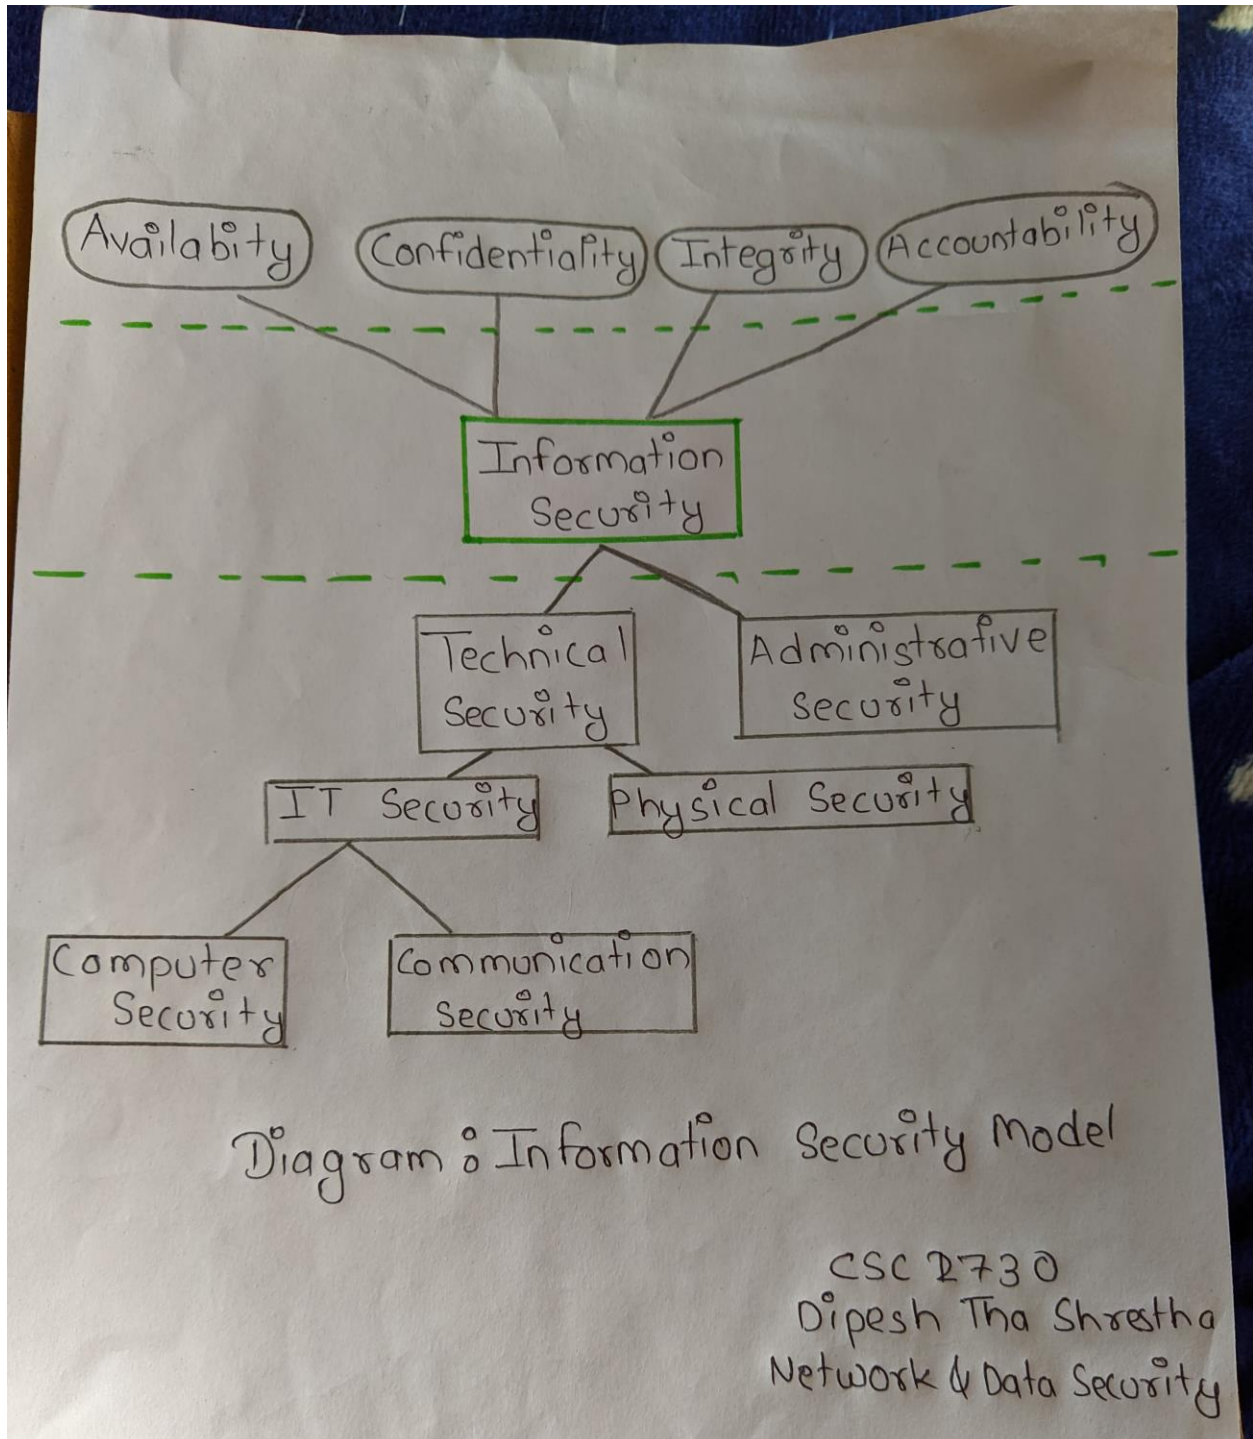 Availabity
Confidentiality
Integrity
Accountability
Information
Security
Technical
Security
Administrative
Security
IT Security
Physical Security
Computer
Security
Communication
Security
Diagram : Information Security Model
CSC 2730
Dipesh Tha Shrestha
Network & Data Security